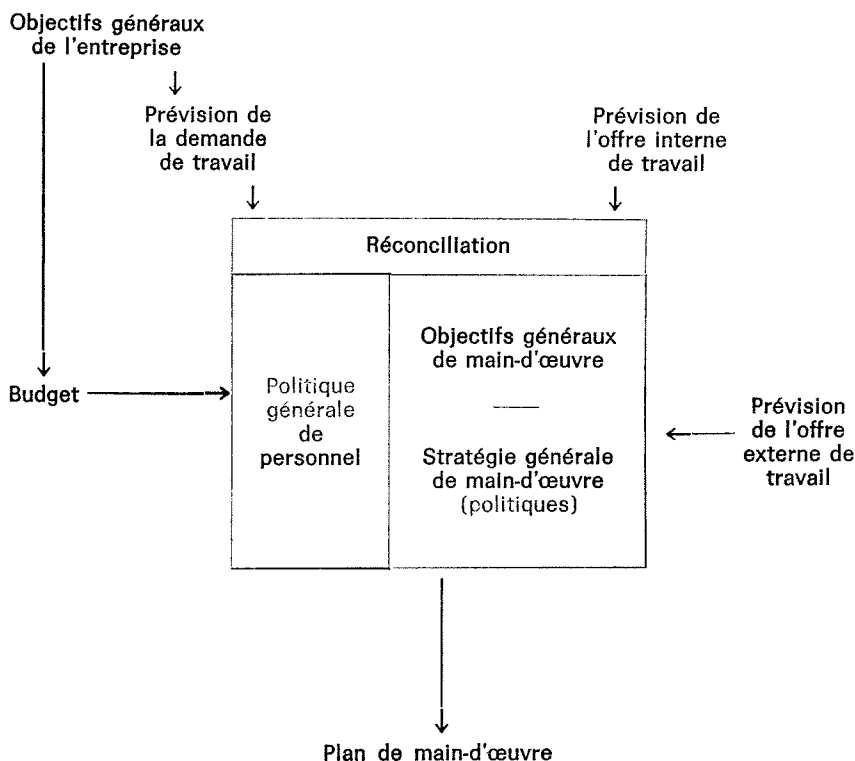 Objectifs généraux
de l'entreprise
Prévision de
la demande
de travail
Prévision de
l'offre interne
de travail
Réconciliation
Objectifs généraux
de main-d'œuvre
Budget
Politique
générale
de
personnel
Stratégie générale
de main-d'œuvre
(politiques)
Prévision
de l'offre
externe de
travail
Plan de main-d'œuvre